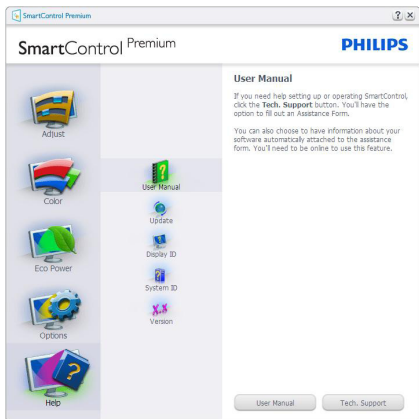 SmartControl Premium
? X
SmartControl Premium
PHILIPS
Adjust
Color
Eco Power
Options
Help
User Manual
Update
Display ID
System ID
X.X
Version
User Manual
If you need help setting up or operating SmartControl,
click the Tech. Support button. You'll have the
option to fill out an Assistance Form.
You can also choose to have information about your
software automatically attached to the assistance
form. You'll need to be online to use this feature.
User Manual
Tech. Support